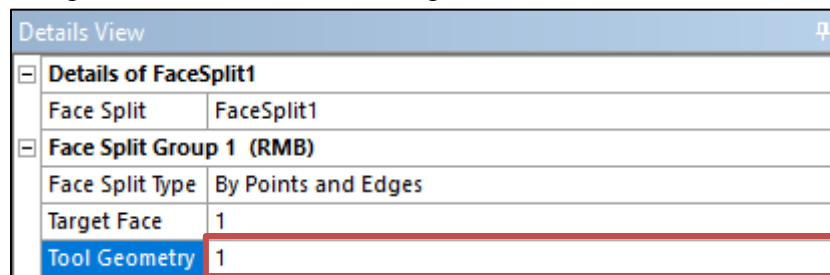 Details View
Details of FaceSplit1
Face Split FaceSplit1
Face Split Group 1 (RMB)
Face Split Type By Points and Edges
Target Face 1
Tool Geometry 1